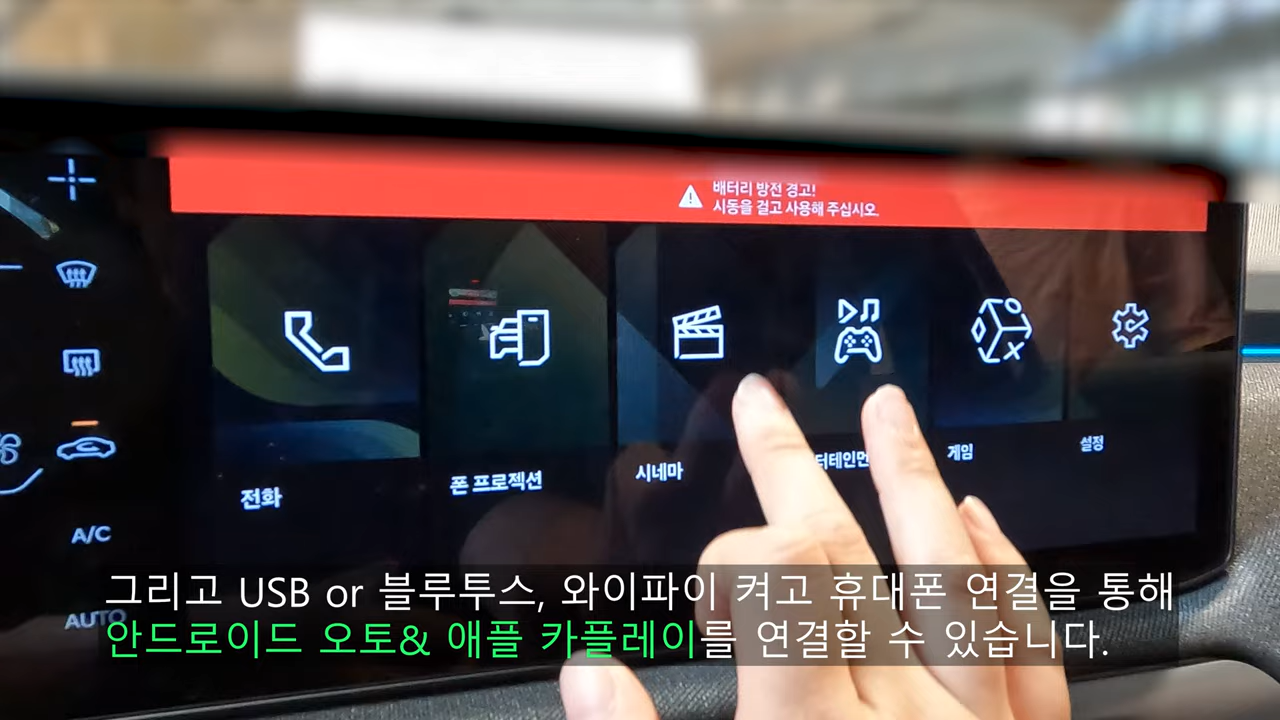 배터리 방전 경고!
시동을 걸고 사용해 주십시오.
전화
폰 프로젝션
시네마
게임
설정
A/C
AUTO
그리고 USB or 블루투스, 와이파이 켜고 휴대폰 연결을 통해
안드로이드 오토& 애플 카플레이를 연결할 수 있습니다.